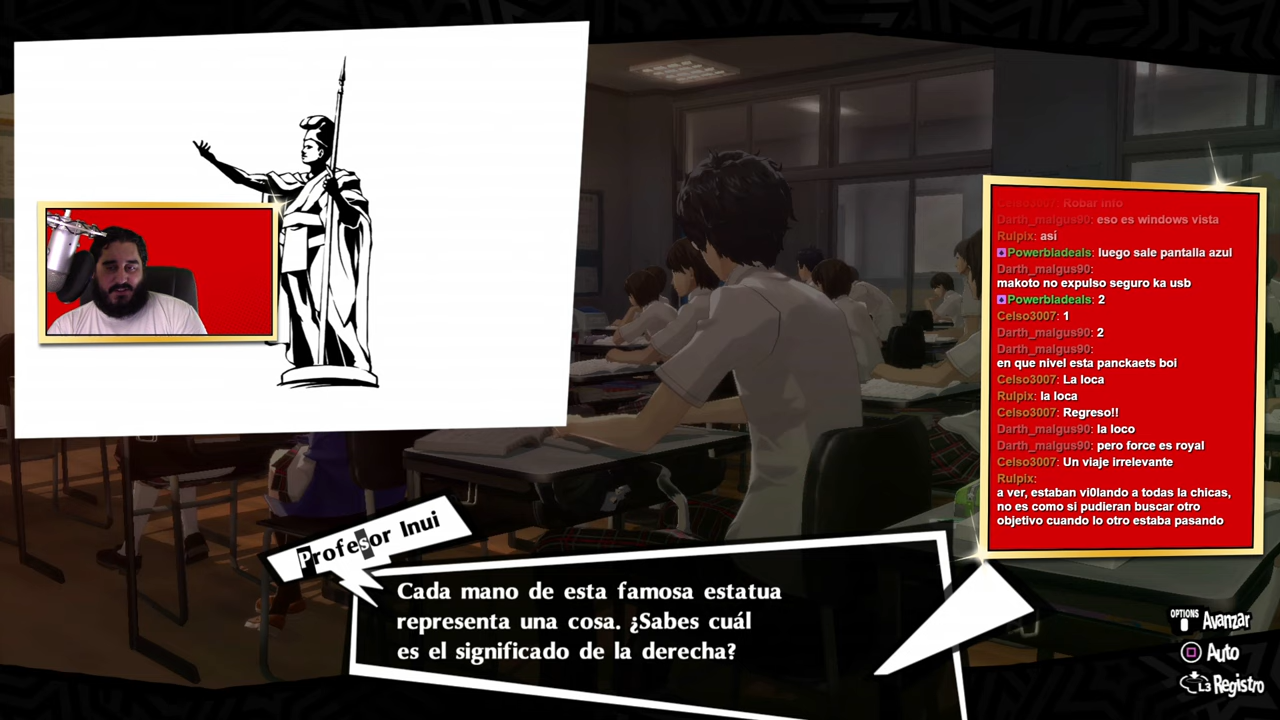 Celso3007: Robar info
Darth_malgus90: eso es windows vista
Rulpix: así
Powerbladeals: luego sale pantalla azul
Darth_malgus90:
makoto no expulso seguro ka usb
Powerbladeals: 2
Celso3007: 1
Darth_malgus90: 2
Darth_malgus90:
en que nivel esta panckaets boi
Celso3007: La loca
Rulpix: la loca
Celso3007: Regreso!!
Darth_malgus90: la loco
Darth_malgus90: pero force es royal
Celso3007: Un viaje irrelevante
Rulpix:
a ver, estaban vi0lando a todas la chicas,
no es como si pudieran buscar otro
objetivo cuando lo otro estaba pasando
Profesor Inui
Cada mano de esta famosa estatua
representa una cosa. ¿Sabes cuál
es el significado de la derecha?
OPTIONS Avanzar
Auto
L3 Registro